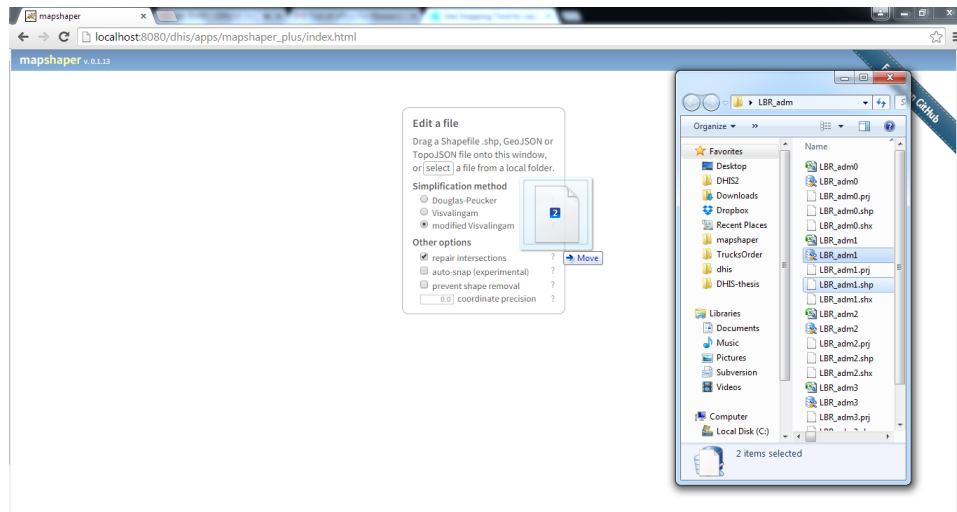 mapshaper
localhost:8080/dhis/apps/mapshaper_plus/index.html
mapshaper v. 0.1.13
GitHub
Edit a file
Drag a Shapefile .shp, GeoJSON or
TopoJSON file onto this window,
or select a file from a local folder.
Simplification method
Douglas-Peucker
Visvalingam
modified Visvalingam
2
Move
Other options
repair intersections ?
auto-snap (experimental) ?
prevent shape removal ?
0.0 coordinate precision ?
LBR_adm
Organize »
Favorites
Desktop
DHIS2
Downloads
Dropbox
Recent Places
mapshaper
TrucksOrder
dhis
DHIS-thesis
Libraries
Documents
Music
Pictures
Subversion
Videos
Computer
Local Disk (C:)
Name
LBR_adm0
LBR_adm0
LBR_adm0.prj
LBR_adm0.shp
LBR_adm0.shx
LBR_adm1
LBR_adm1
LBR_adm1.prj
LBR_adm1.shp
LBR_adm1.shx
LBR_adm2
LBR_adm2
LBR_adm2.prj
LBR_adm2.shp
LBR_adm2.shx
LBR_adm3
LBR_adm3
LBR_adm3.prj
2 items selected